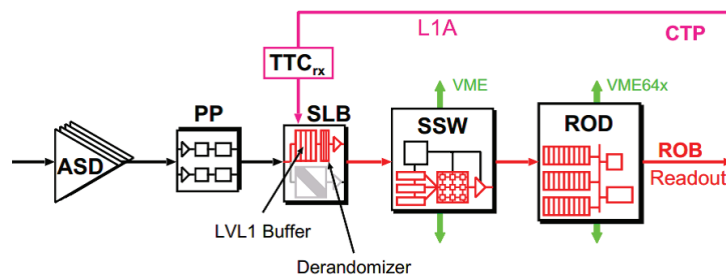 L1A
CTP
TTCrx
VME
VME64x
PP
SLB
SSW
ROD
ASD
ROB
Readout
LVL1 Buffer
Derandomizer